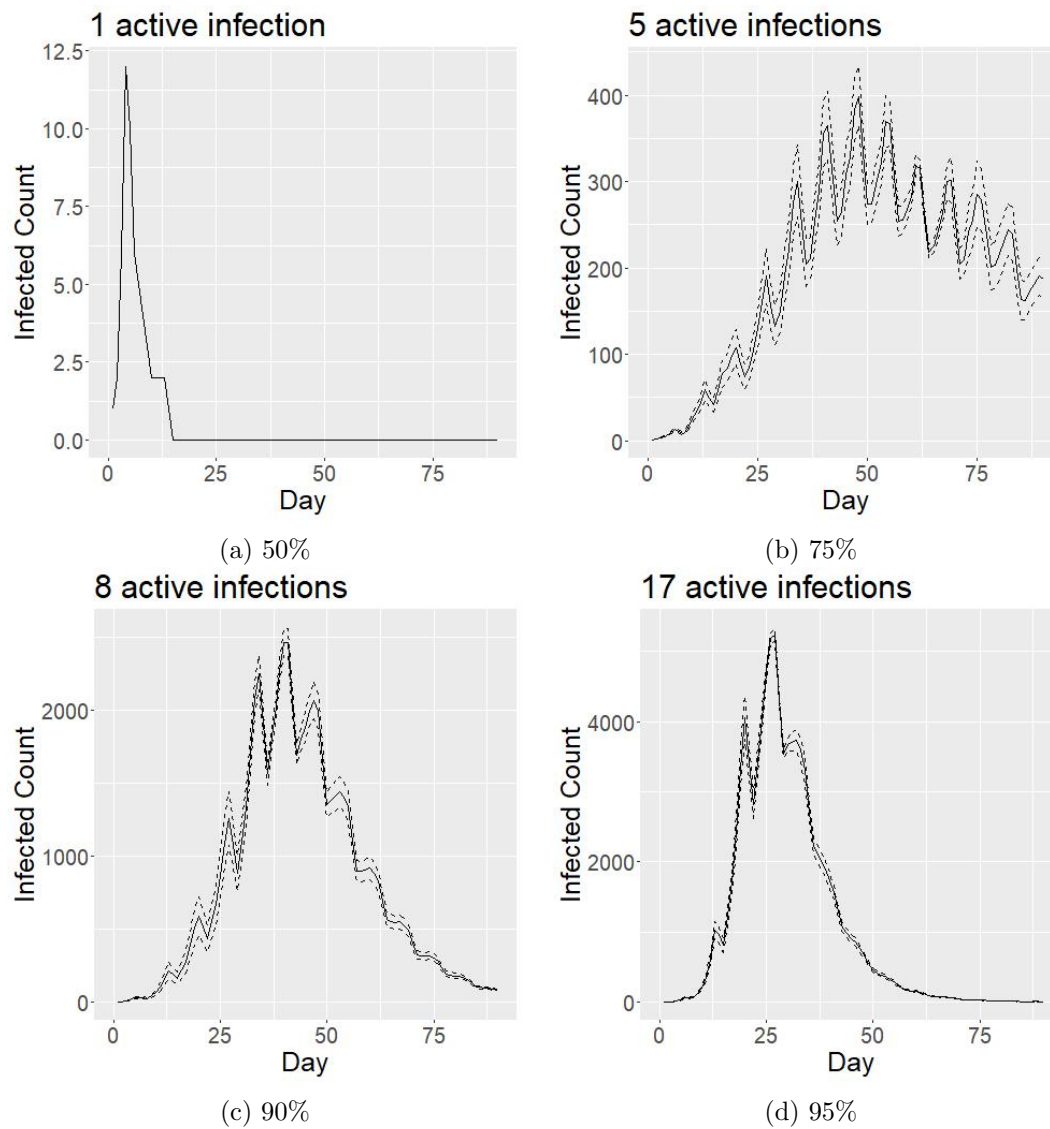 1 active infection
12.5
10.0
7.5
5.0
2.5
0.0
Infected Count
0 25 50 75
Day
(a) 50%
5 active infections
400
300
200
100
0
Infected Count
0 25 50 75
Day
(b) 75%
8 active infections
2000
1000
0
Infected Count
0 25 50 75
Day
(c) 90%
17 active infections
4000
2000
0
Infected Count
0 25 50 75
Day
(d) 95%